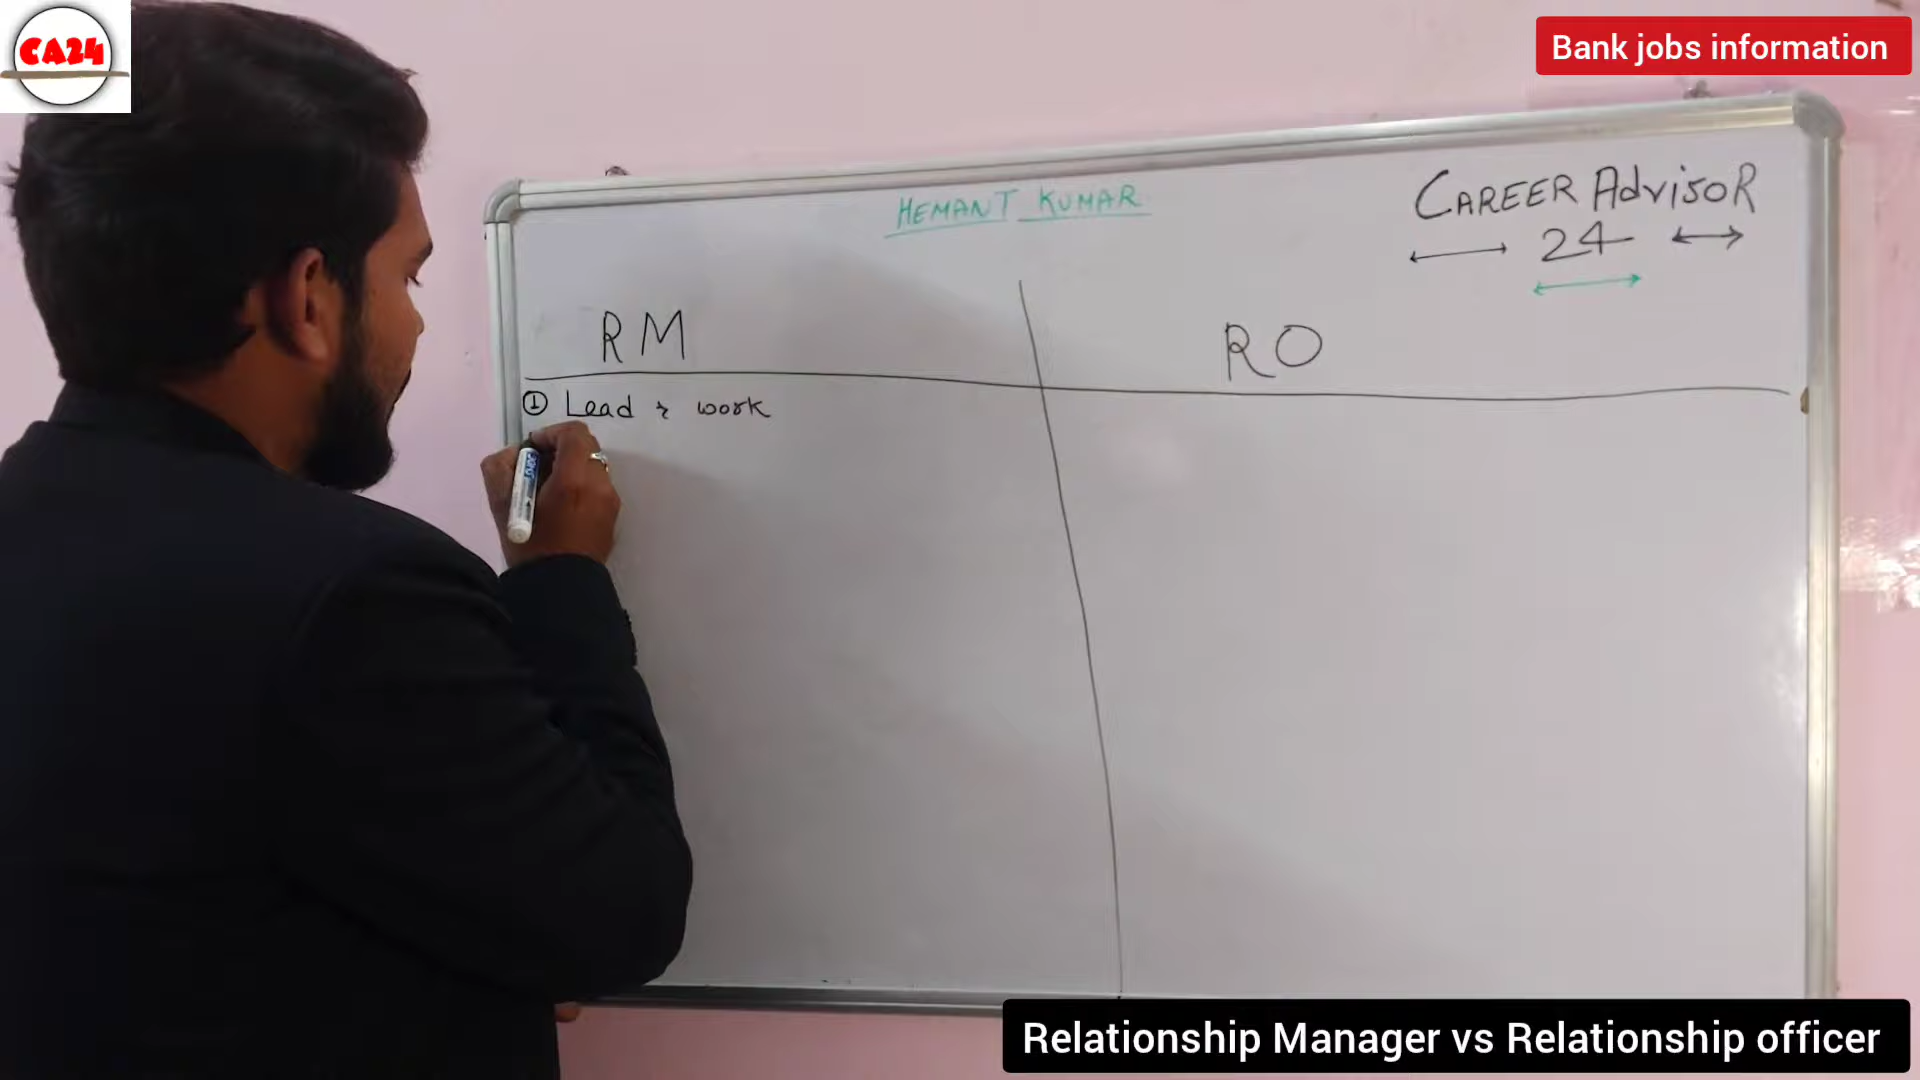 CA24
Bank jobs information
HEMANT KUMAR
CAREER AdvisoR
24
RM
RO
① Lead & work
Relationship Manager vs Relationship officer